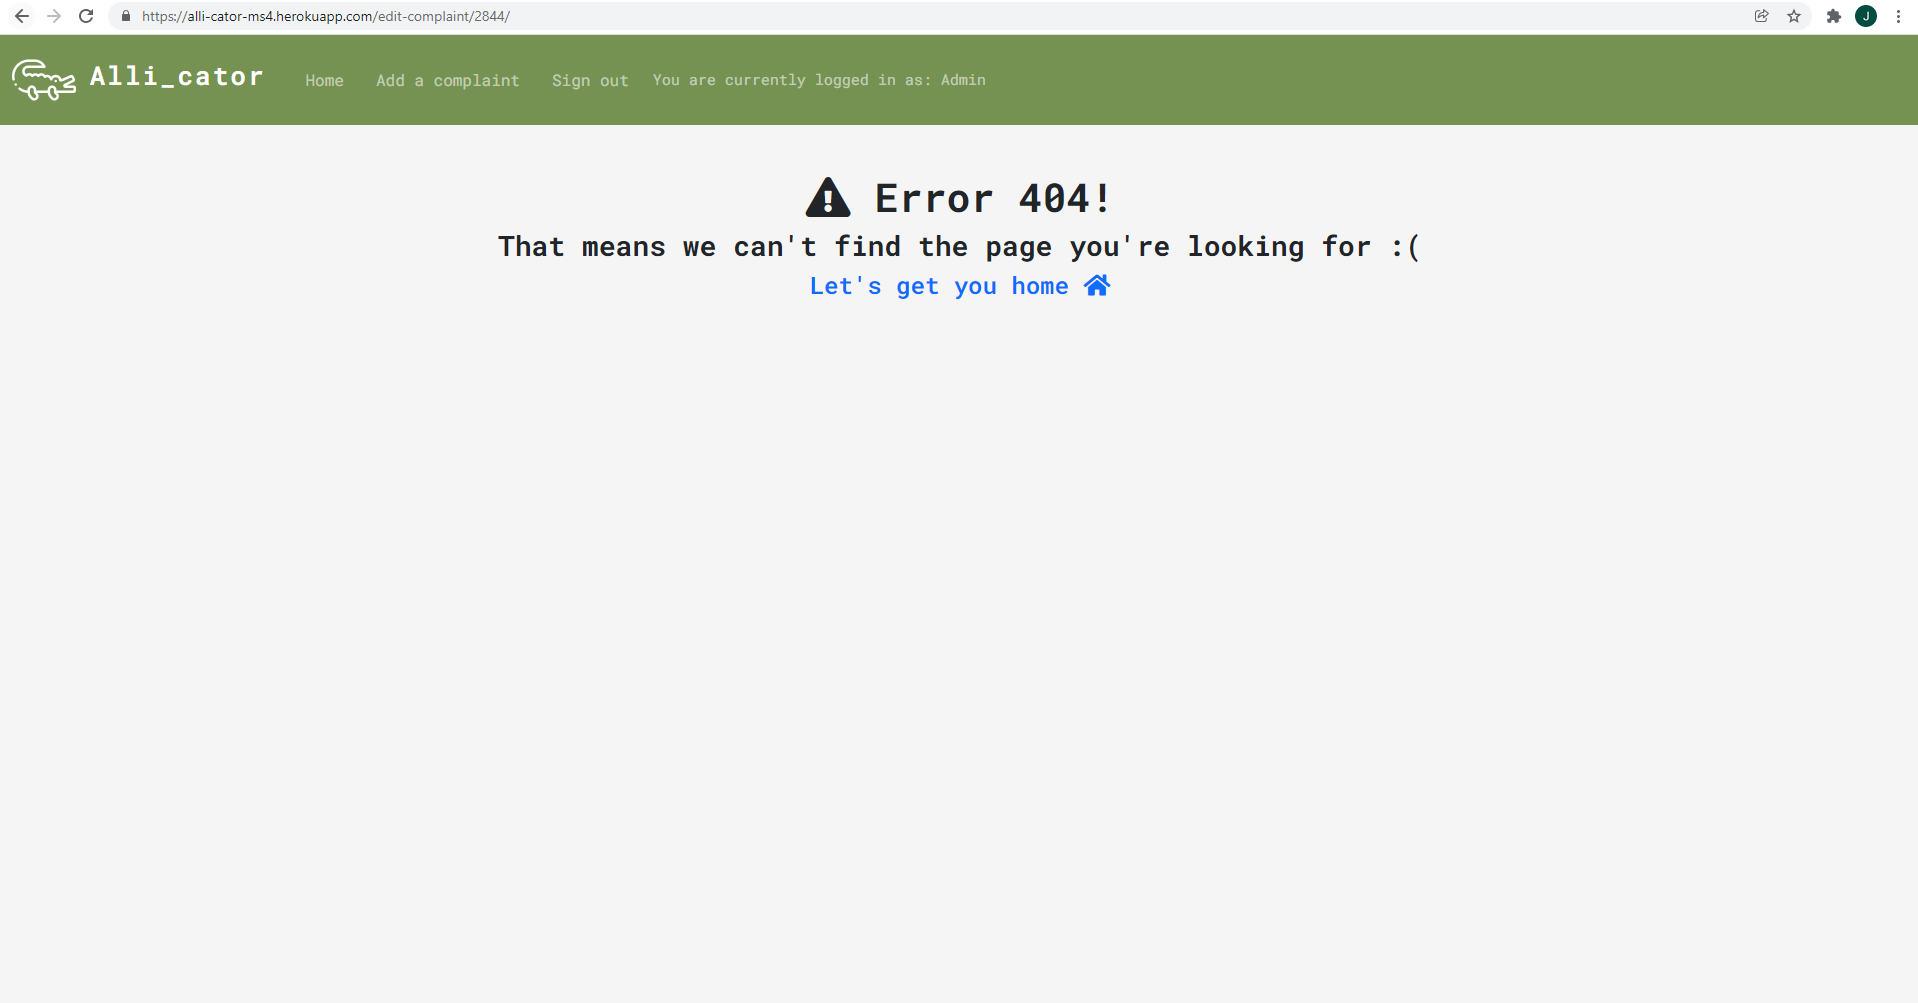 https://alli-cator-ms4.herokuapp.com/edit-complaint/2844/
J
Alli_cator
Home
Add a complaint
Sign out
You are currently logged in as: Admin
Error 404!
That means we can't find the page you're looking for :(
Let's get you home